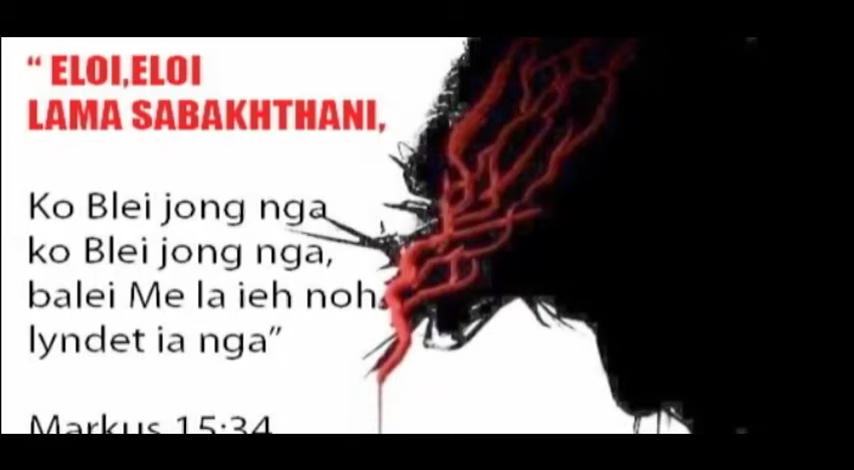 “ ELOI,ELOI
LAMA SABAKHTHANI,
Ko Blei jong nga
ko Blei jong nga,
balei Me la ieh noh
lyndet ia nga”
Markus 15:34